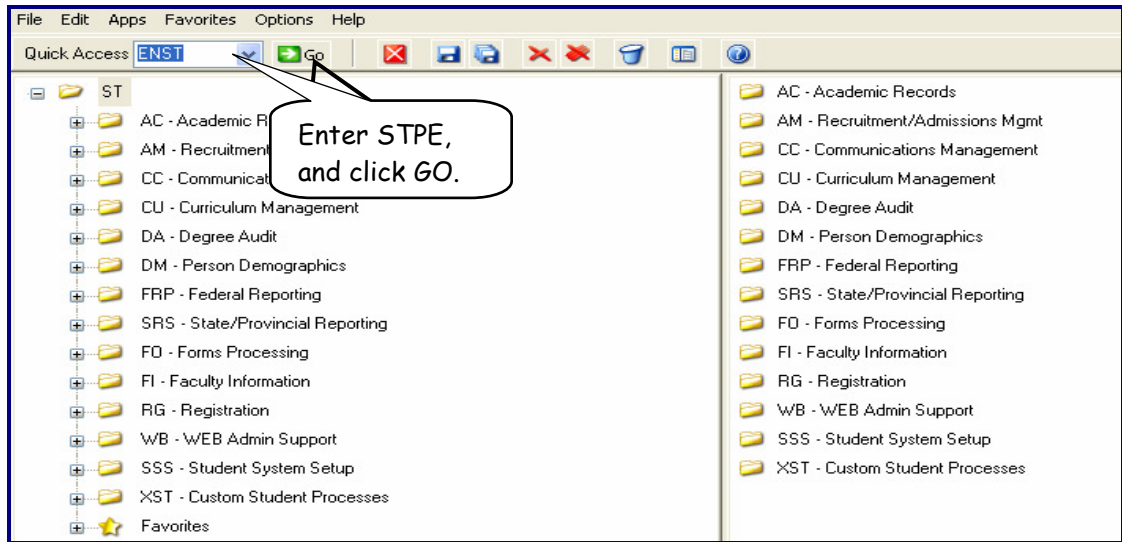 File Edit Apps Favorites Options Help
Quick Access ENST Go
ST
AC - Academic R
AM - Recruitment
CC - Communicat
CU - Curriculum Management
DA - Degree Audit
DM - Person Demographics
FRP - Federal Reporting
SRS - State/Provincial Reporting
FO - Forms Processing
FI - Faculty Information
RG - Registration
WB - WEB Admin Support
SSS - Student System Setup
XST - Custom Student Processes
Favorites
Enter STPE,
and click GO.
AC - Academic Records
AM - Recruitment/Admissions Mgmt
CC - Communications Management
CU - Curriculum Management
DA - Degree Audit
DM - Person Demographics
FRP - Federal Reporting
SRS - State/Provincial Reporting
FO - Forms Processing
FI - Faculty Information
RG - Registration
WB - WEB Admin Support
SSS - Student System Setup
XST - Custom Student Processes